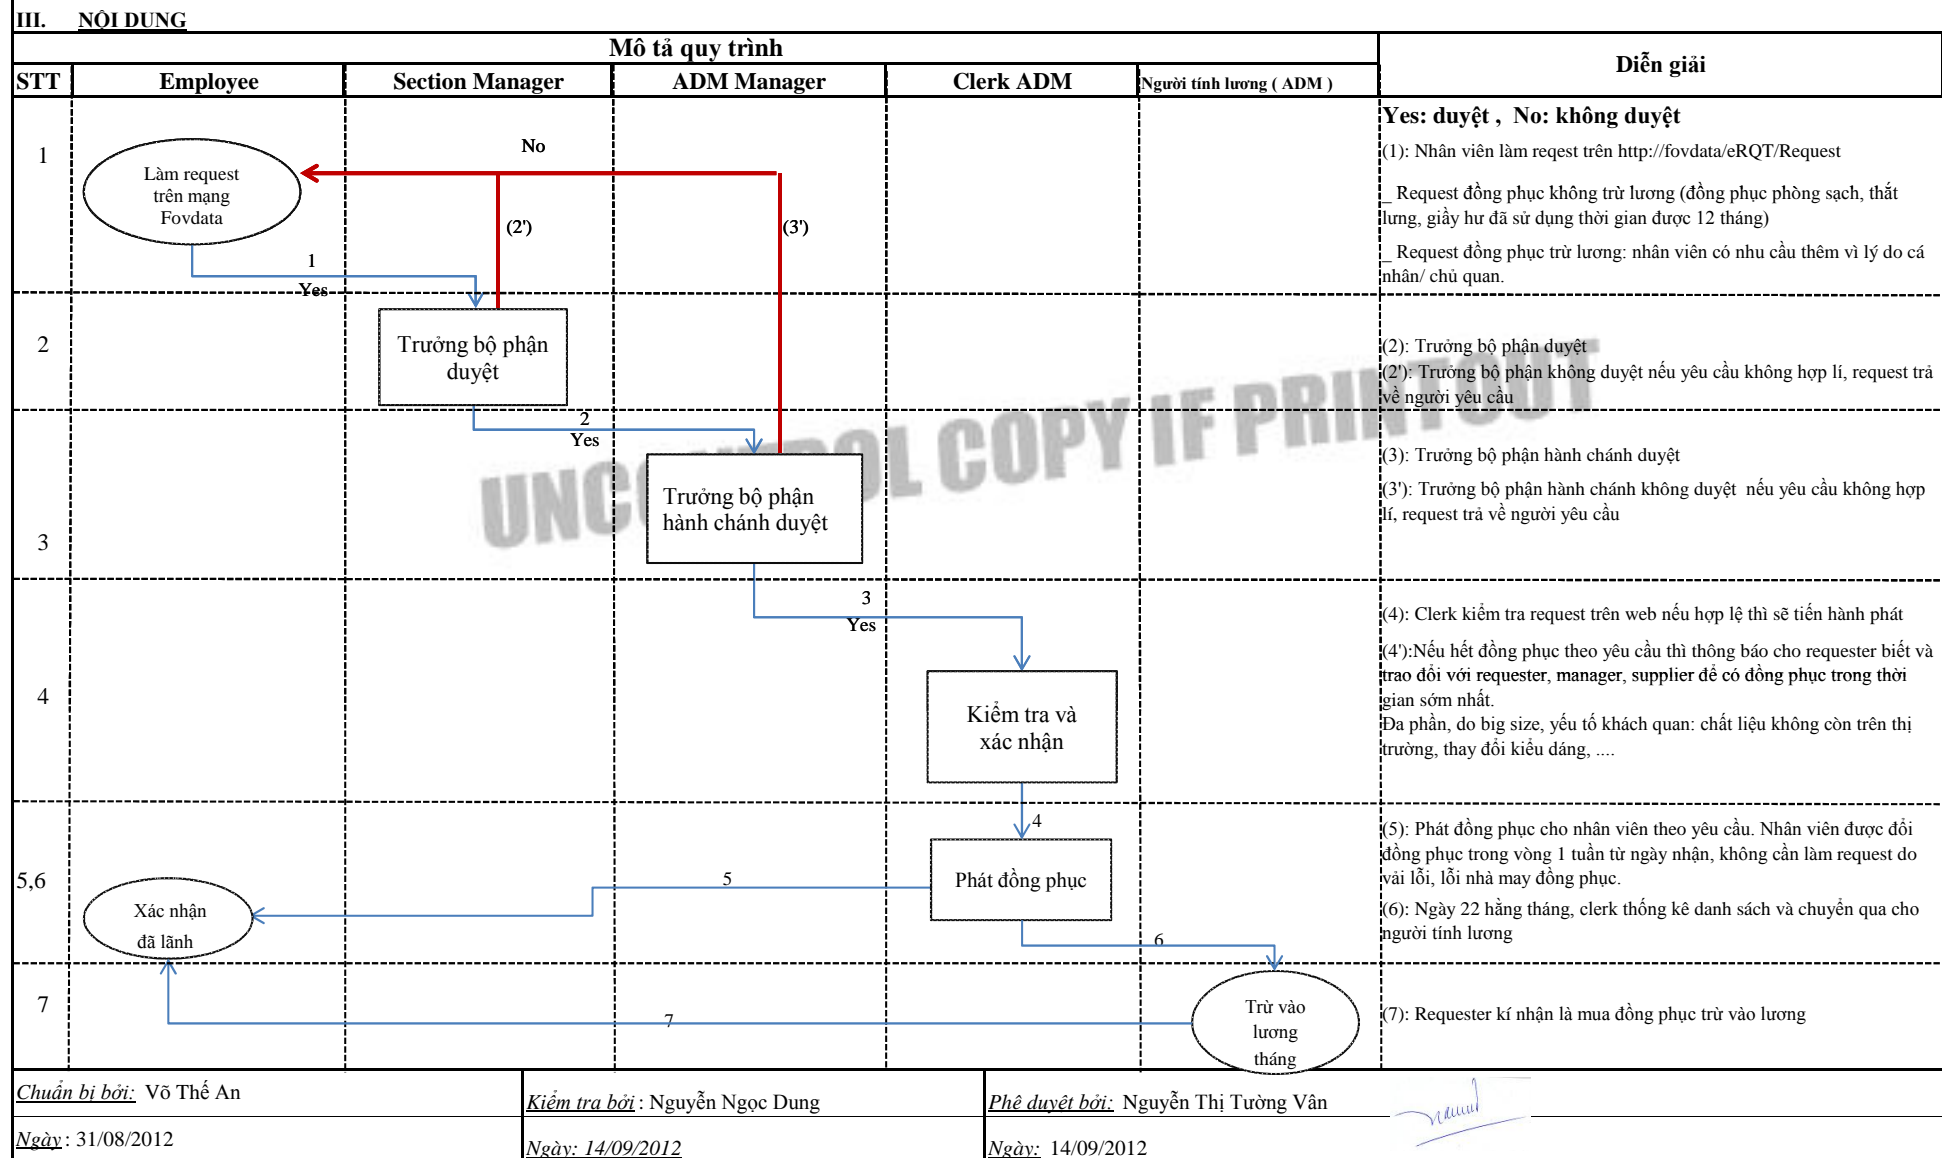 III. NỘI DUNG
Mô tả quy trình
Diễn giải
STT Employee Section Manager ADM Manager Clerk ADM Người tính lương ( ADM )
Yes: duyệt , No: không duyệt
1
No
Làm request
trên mạng
Fovdata
(2')
(3')
1
Yes
(1): Nhân viên làm reqest trên http://fovdata/eRQT/Request
_ Request đồng phục không trừ lương (đồng phục phòng sạch, thắt
lưng, giầy hư đã sử dụng thời gian được 12 tháng)
_ Request đồng phục trừ lương: nhân viên có nhu cầu thêm vì lý do cá
nhân/ chủ quan.
2
Trưởng bộ phận
duyệt
(2): Trưởng bộ phận duyệt
(2'): Trưởng bộ phận không duyệt nếu yêu cầu không hợp lí, request trả
về người yêu cầu
UNCONTROL COPY IF PRINTOUT
2
Yes
3
Trưởng bộ phận
hành chánh duyệt
(3): Trưởng bộ phận hành chánh duyệt
(3'): Trưởng bộ phận hành chánh không duyệt nếu yêu cầu không hợp
lí, request trả về người yêu cầu
3
Yes
4
Kiểm tra và
xác nhận
(4): Clerk kiểm tra request trên web nếu hợp lệ thì sẽ tiến hành phát
(4'):Nếu hết đồng phục theo yêu cầu thì thông báo cho requester biết và
trao đổi với requester, manager, supplier để có đồng phục trong thời
gian sớm nhất.
Đa phần, do big size, yếu tố khách quan: chất liệu không còn trên thị
trường, thay đổi kiểu dáng, ....
4
5,6
Xác nhận
đã lãnh
5
Phát đồng phục
6
(5): Phát đồng phục cho nhân viên theo yêu cầu. Nhân viên được đổi
đồng phục trong vòng 1 tuần từ ngày nhận, không cần làm request do
vải lỗi, lỗi nhà may đồng phục.
(6): Ngày 22 hằng tháng, clerk thống kê danh sách và chuyển qua cho
người tính lương
7
7
Trừ vào
lương
tháng
(7): Requester kí nhận là mua đồng phục trừ vào lương
Chuẩn bị bởi: Võ Thế An
Kiểm tra bởi : Nguyễn Ngọc Dung
Phê duyệt bởi: Nguyễn Thị Tường Vân
Ngày : 31/08/2012
Ngày: 14/09/2012
Ngày: 14/09/2012